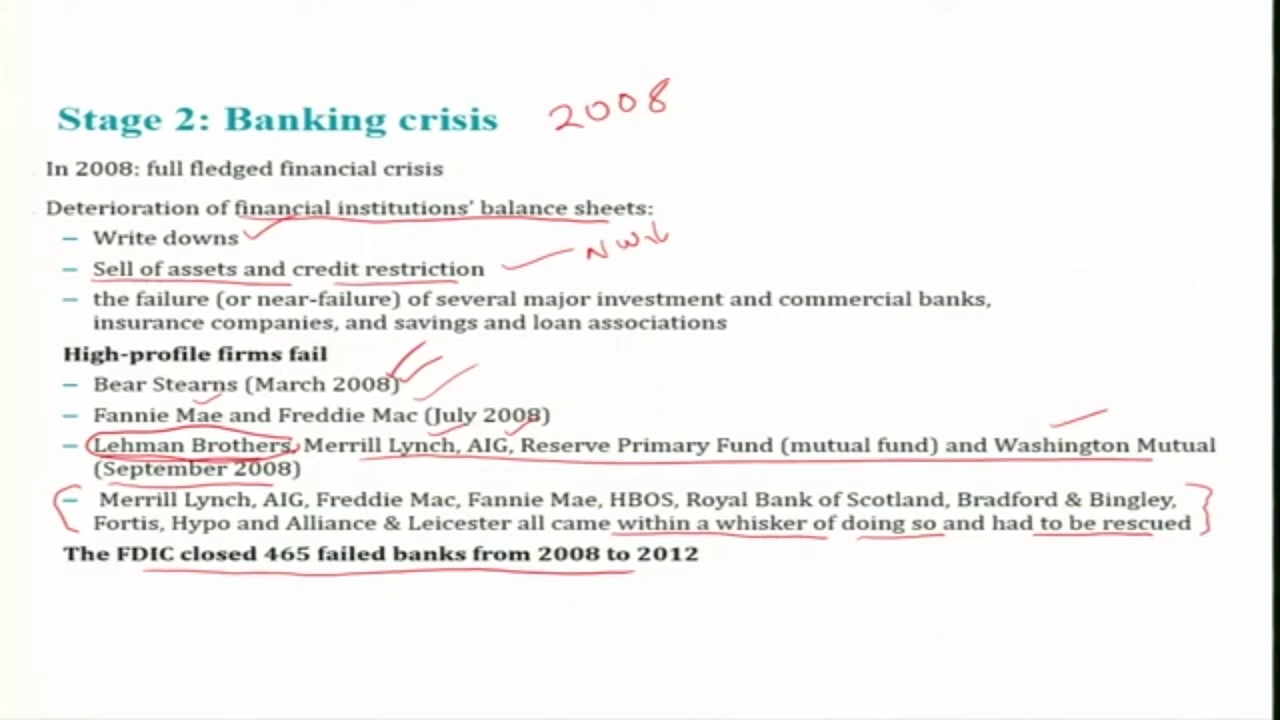 Stage 2: Banking crisis 2008
In 2008: full fledged financial crisis
Deterioration of financial institutions' balance sheets:
– Write downs
– Sell of assets and credit restriction NW↓
– the failure (or near-failure) of several major investment and commercial banks,
insurance companies, and savings and loan associations
High-profile firms fail
– Bear Stearns (March 2008)
– Fannie Mae and Freddie Mac (July 2008)
– Lehman Brothers, Merrill Lynch, AIG, Reserve Primary Fund (mutual fund) and Washington Mutual
(September 2008)
– Merrill Lynch, AIG, Freddie Mac, Fannie Mae, HBOS, Royal Bank of Scotland, Bradford & Bingley,
Fortis, Hypo and Alliance & Leicester all came within a whisker of doing so and had to be rescued
The FDIC closed 465 failed banks from 2008 to 2012